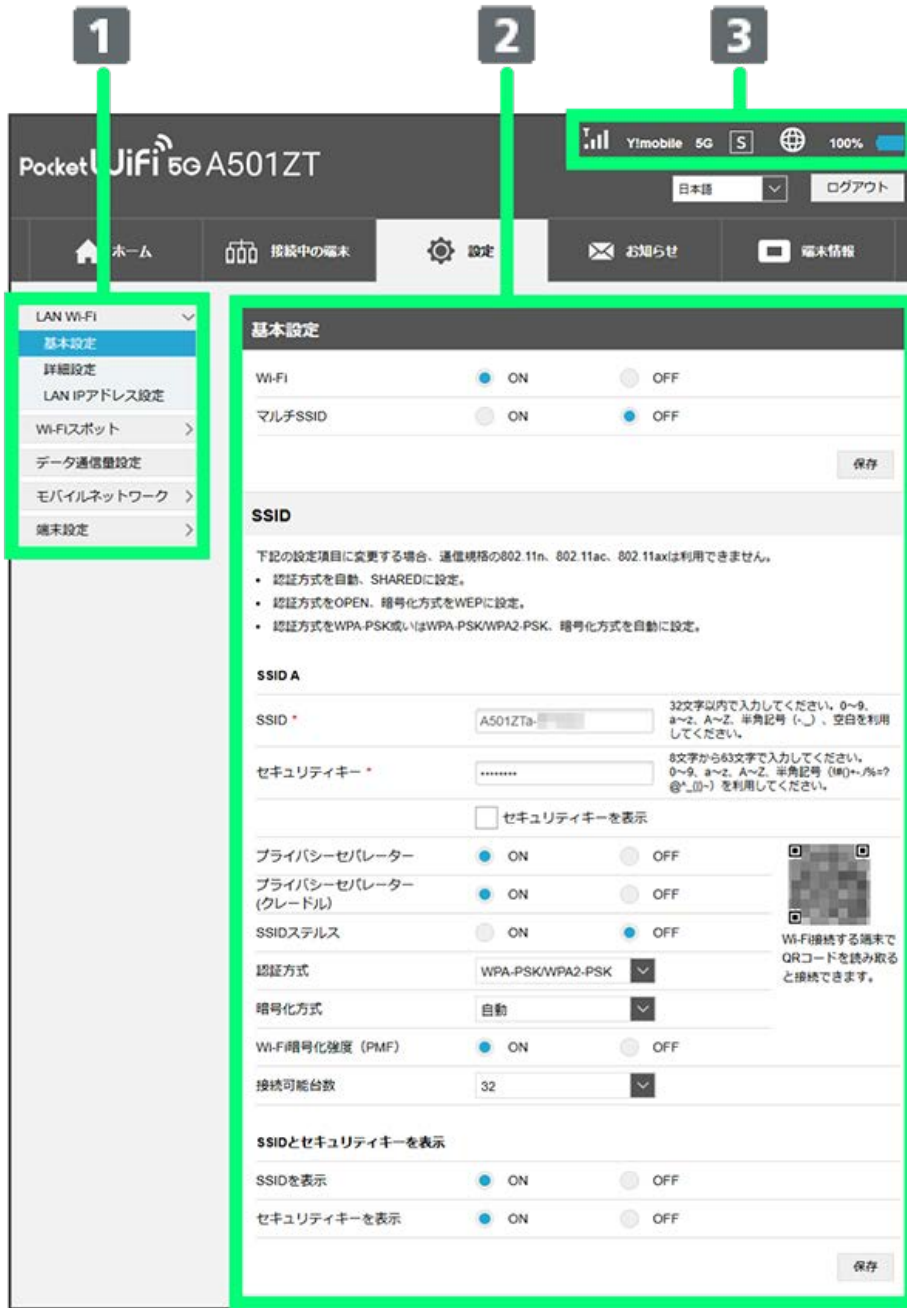 1
2
3
Y!mobile 5G S 100%
Pocket WiFi 5G A501ZT
日本語 ログアウト
ホーム 接続中の端末 設定 お知らせ 端末情報
LAN Wi-Fi
基本設定
詳細設定
LAN IPアドレス設定
Wi-Fiスポット
データ通信量設定
モバイルネットワーク
端末設定
基本設定
Wi-Fi ON OFF
マルチSSID ON OFF
保存
SSID
下記の設定項目に変更する場合、通信規格の802.11n、802.11ac、802.11axは利用できません。
• 認証方式を自動、SHAREDに設定。
• 認証方式をOPEN、暗号化方式をWEPに設定。
• 認証方式をWPA-PSK或いはWPA-PSK/WPA2-PSK、暗号化方式を自動に設定。
SSID A
SSID * A501ZTa-
32文字以内で入力してください。0~9、
a~z、A~Z、半角記号（-._）、空白を利用
してください。
セキュリティキー * ........
8文字から63文字で入力してください。
0~9、a~z、A~Z、半角記号
を利用してください。
セキュリティキーを表示
プライバシーセパレーター ON OFF
プライバシーセパレーター
(クレードル) ON OFF
SSIDステルス ON OFF
Wi-Fi接続する端末で
QRコードを読み取る
と接続できます。
認証方式 WPA-PSK/WPA2-PSK
暗号化方式 自動
Wi-Fi暗号化強度（PMF） ON OFF
接続可能台数 32
SSIDとセキュリティキーを表示
SSIDを表示 ON OFF
セキュリティキーを表示 ON OFF
保存